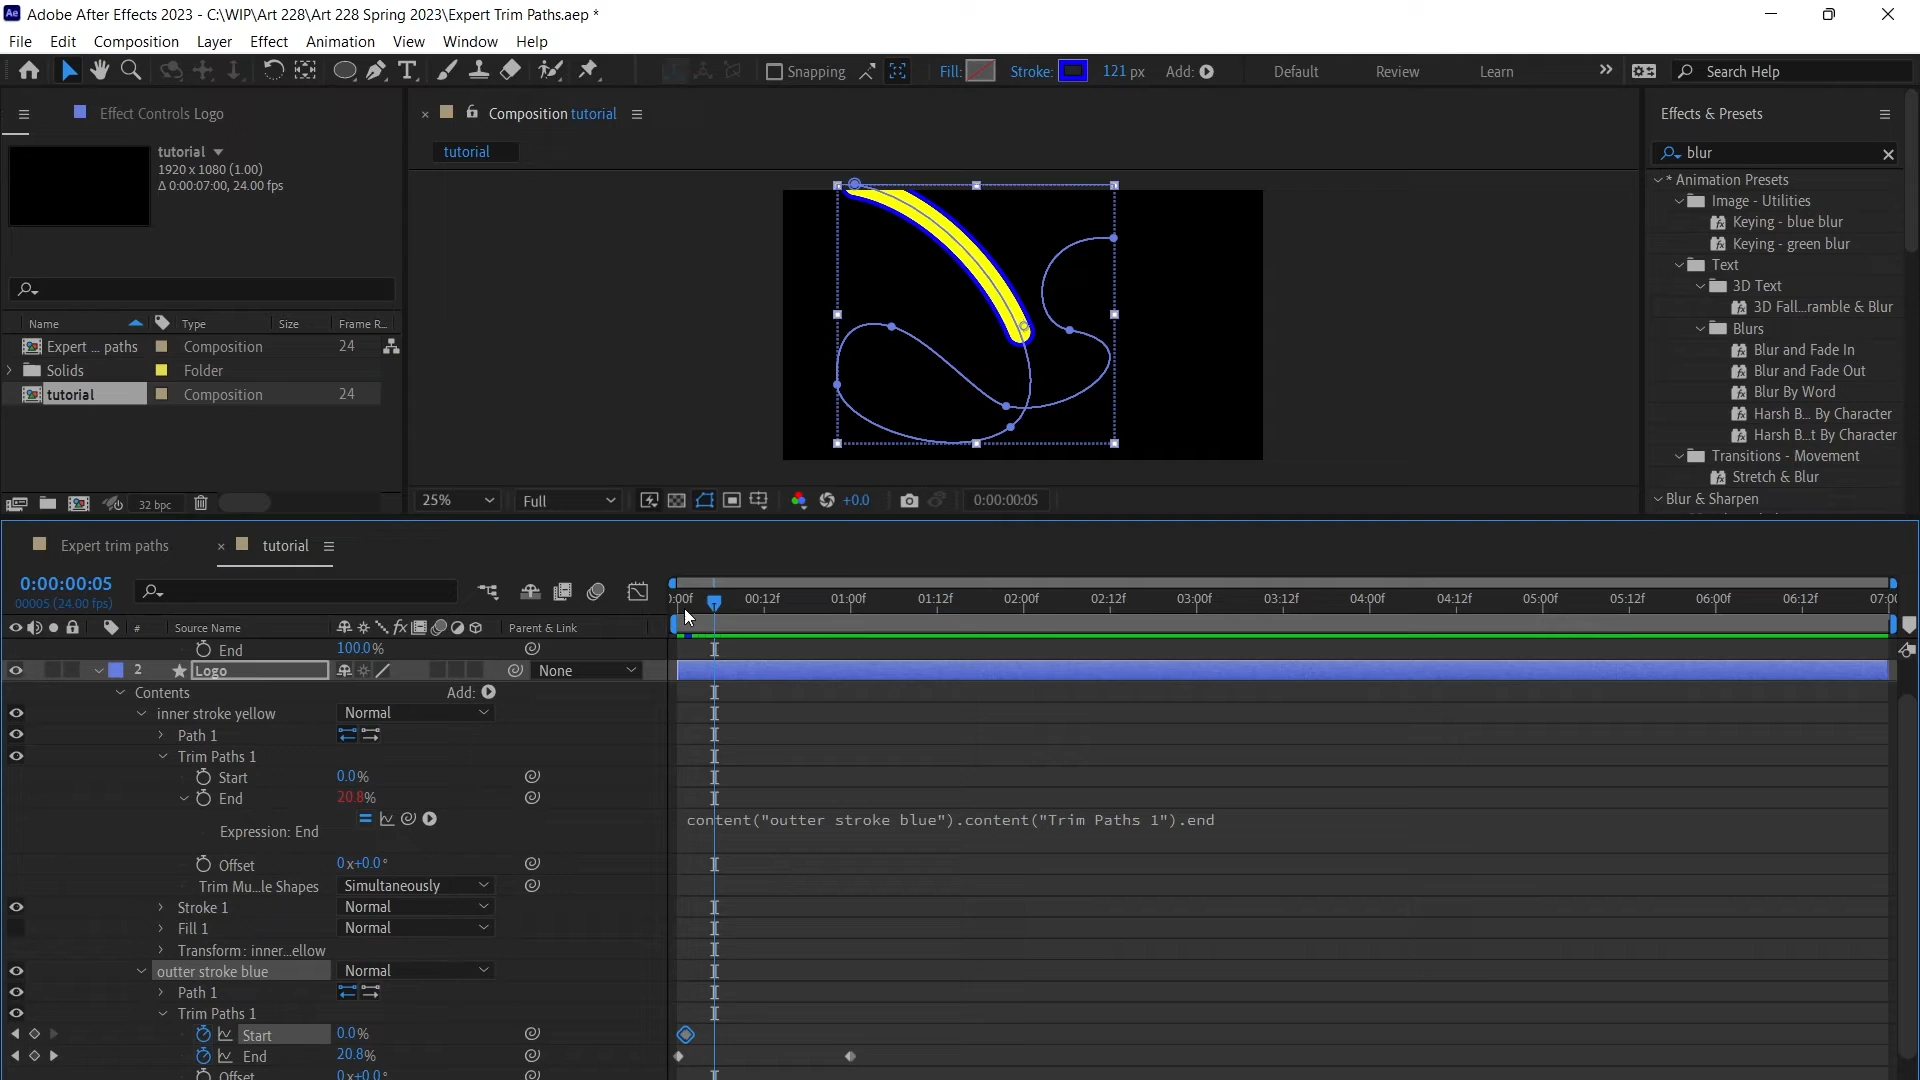 Adobe After Effects 2023 - C:\WIP\Art 228\Art 228 Spring 2023\Expert Trim Paths.aep *
File Edit Composition Layer Effect Animation View Window Help
Snapping Fill: Stroke: 121 px Add: Default Review Learn Search Help
Effect Controls Logo
tutorial
1920 x 1080 (1.00)
Δ 0:00:07:00, 24.00 fps
Name Type Size Frame R...
Expert ... paths Composition 24
Solids Folder
tutorial Composition 24
32 bpc
Composition tutorial
tutorial
25% Full +0.0 0:00:00:05
Effects & Presets
blur
* Animation Presets
Image - Utilities
Keying - blue blur
Keying - green blur
Text
3D Text
3D Fall...ramble & Blur
Blurs
Blur and Fade In
Blur and Fade Out
Blur By Word
Harsh B... By Character
Harsh B...t By Character
Transitions - Movement
Stretch & Blur
Blur & Sharpen
Expert trim paths
tutorial
0:00:00:05
00005 (24.00 fps)
00:12f 01:00f 01:12f 02:00f 02:12f 03:00f 03:12f 04:00f 04:12f 05:00f 05:12f 06:00f 06:12f
# Source Name Parent & Link
End 100.0%
2 Logo None
Contents Add:
inner stroke yellow Normal
Path 1
Trim Paths 1
Start 0.0%
End 20.8%
Expression: End content("outter stroke blue").content("Trim Paths 1").end
Offset 0x+0.0°
Trim Mu...le Shapes Simultaneously
Stroke 1 Normal
Fill 1 Normal
Transform: inner...ellow
outter stroke blue Normal
Path 1
Trim Paths 1
Start 0.0%
End 20.8%
Offset 0x+0.0°